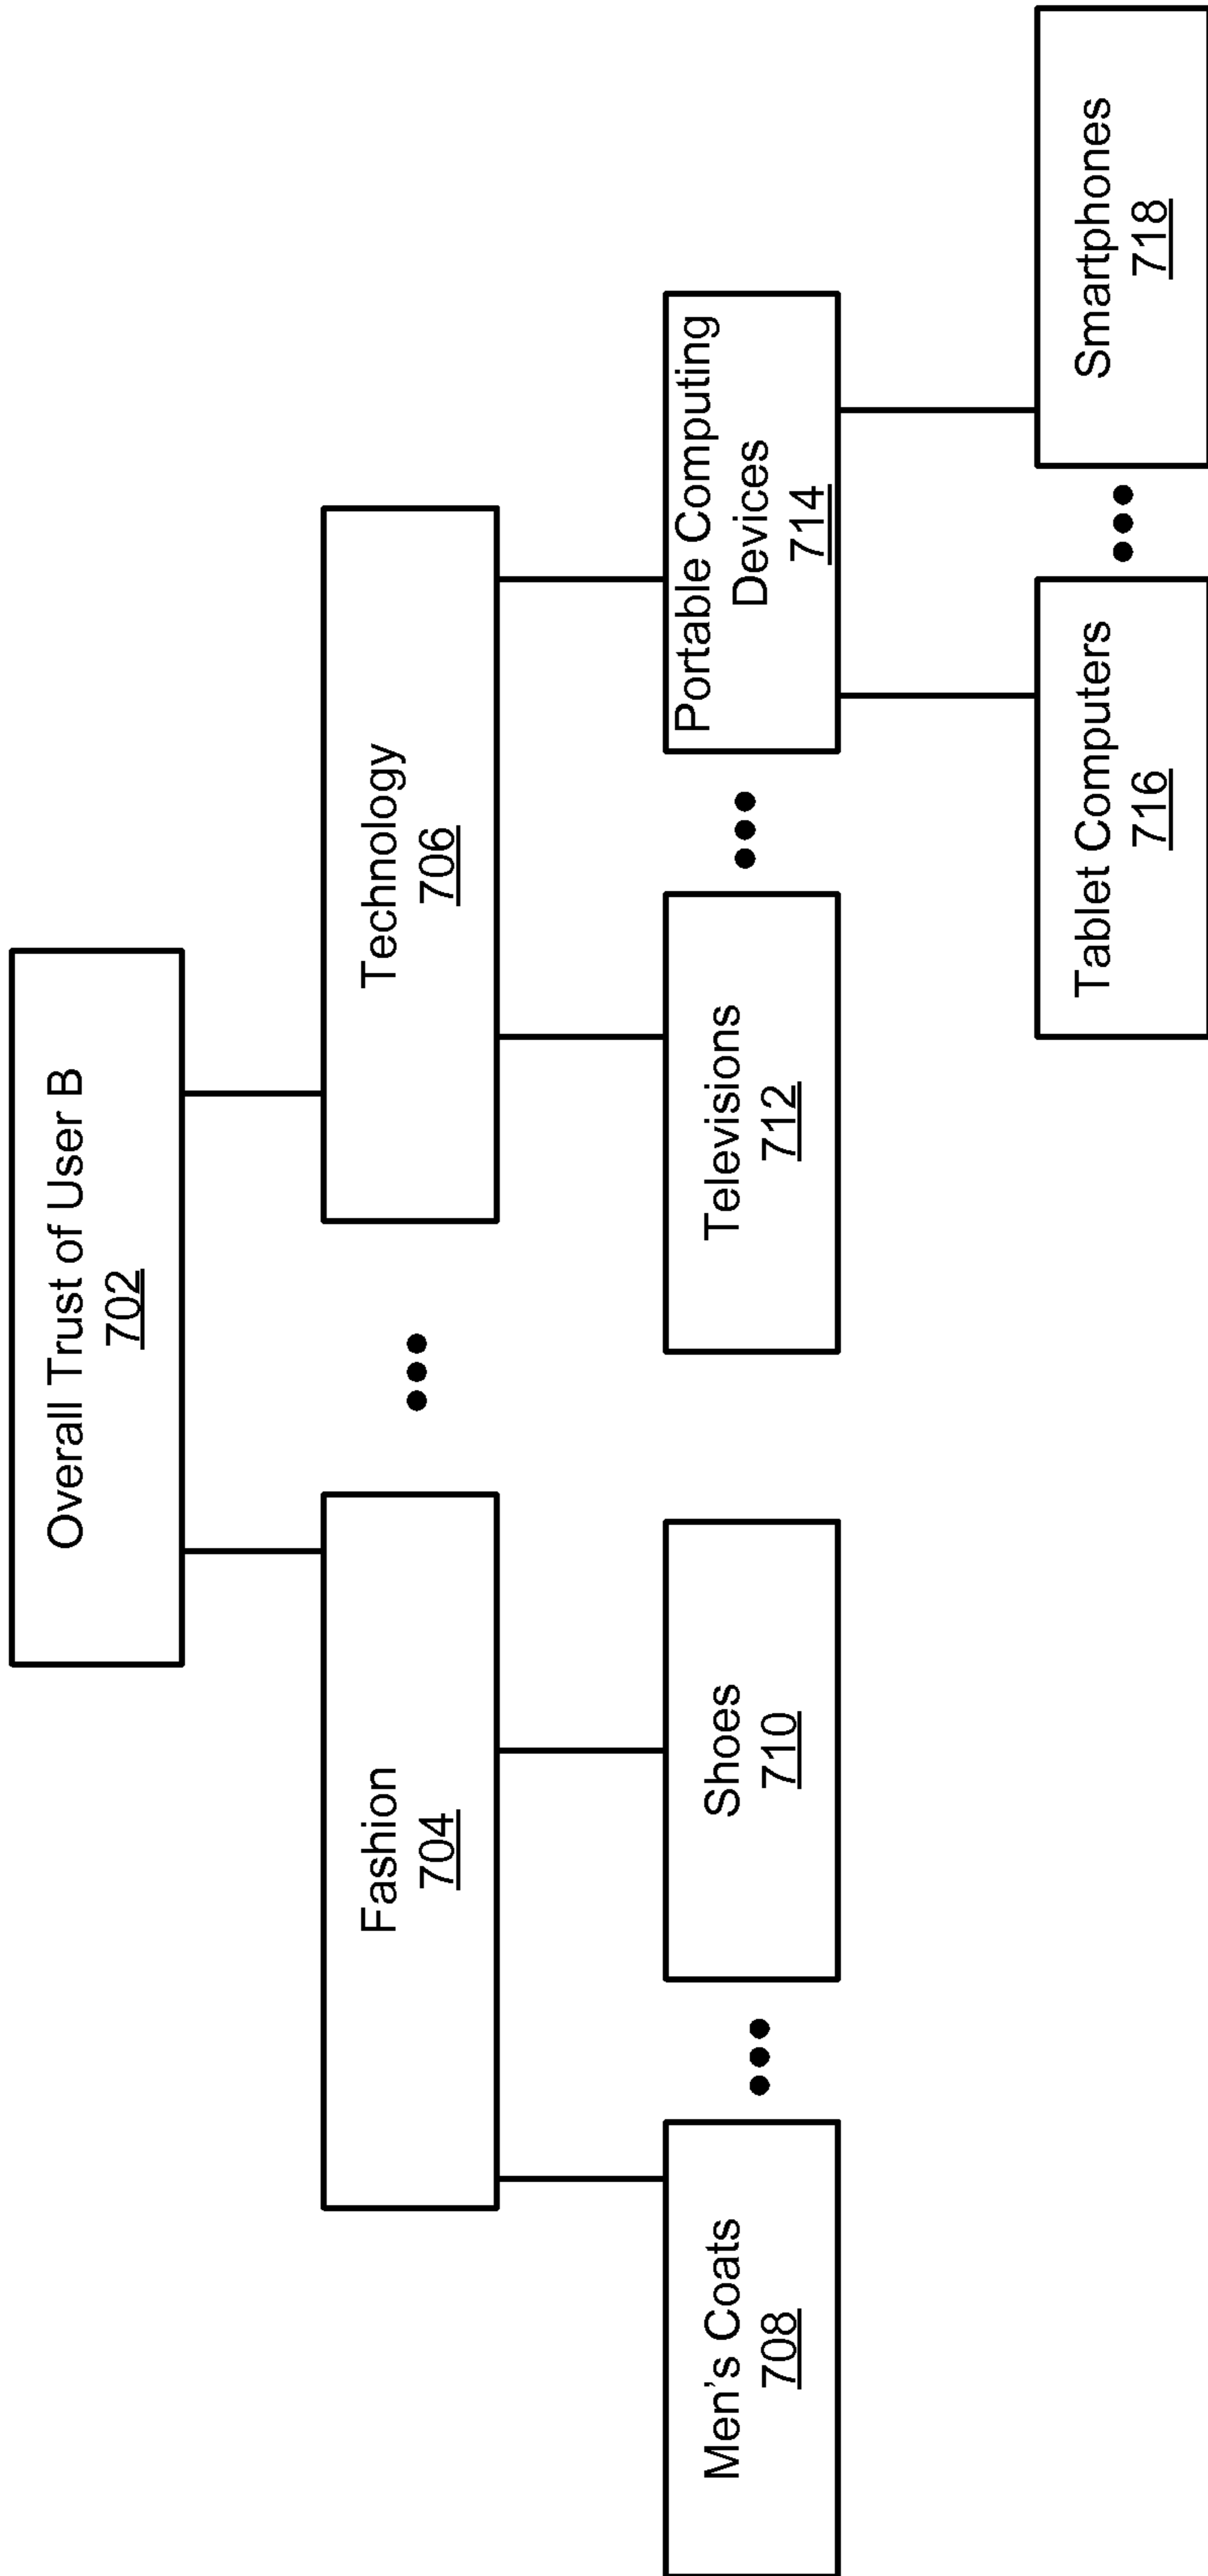 Overall Trust of User B
702
Fashion
704
Technology
706
Men's Coats
708
Shoes
710
Televisions
712
Portable Computing
Devices
714
Tablet Computers
716
Smartphones
718